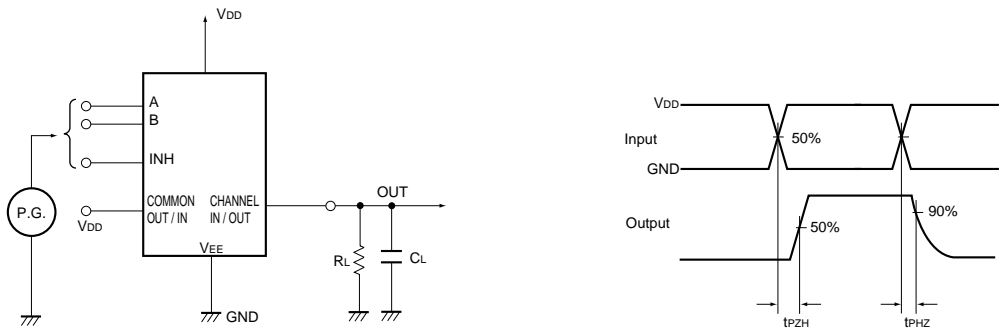 VDD
A
B
INH
P.G.
VDD
COMMON
OUT / IN
CHANNEL
IN / OUT
VEE
GND
OUT
RL
CL
VDD
Input
GND
50%
Output
50%
90%
tPZH
tPHZ